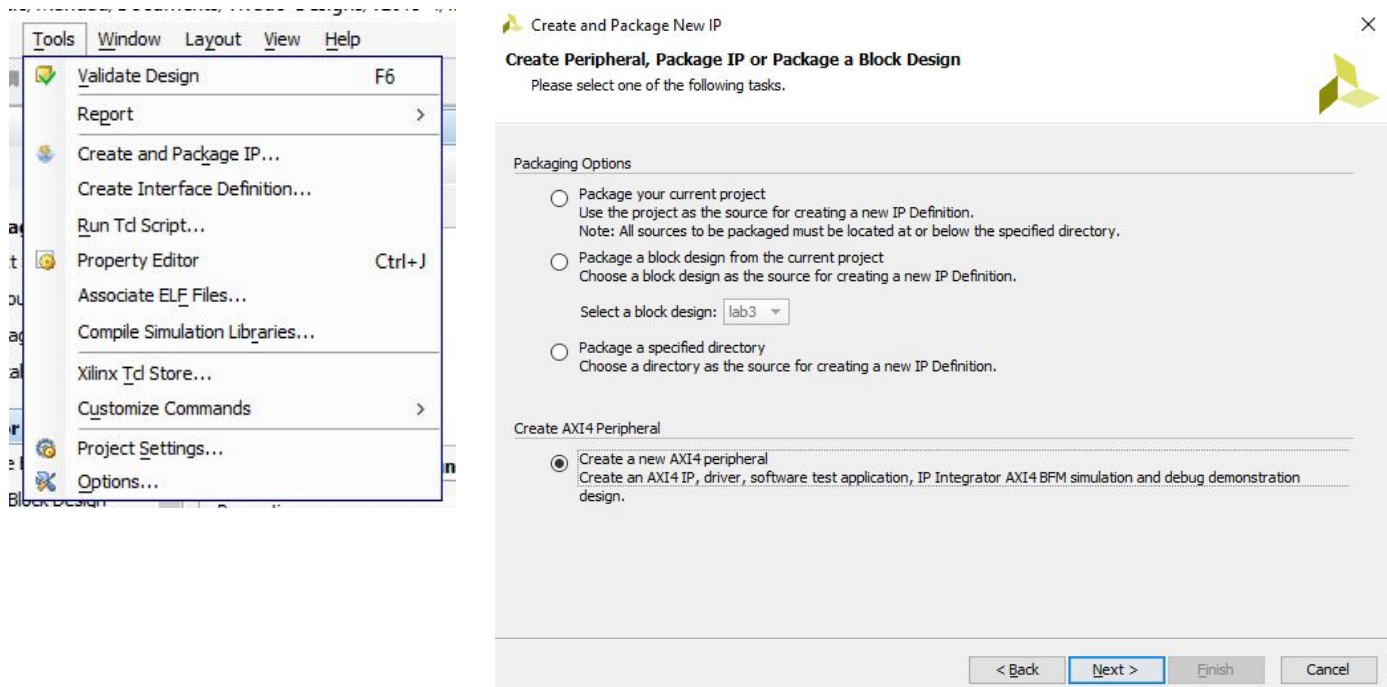 Tools Window Layout View Help
Validate Design F6
Report >
Create and Package IP...
Create Interface Definition...
Run Tcl Script...
Property Editor Ctrl+J
Associate ELF Files...
Compile Simulation Libraries...
Xilinx Tcl Store...
Customize Commands >
Project Settings...
Options...
Create and Package New IP
Create Peripheral, Package IP or Package a Block Design
Please select one of the following tasks.
Packaging Options
Package your current project
Use the project as the source for creating a new IP Definition.
Note: All sources to be packaged must be located at or below the specified directory.
Package a block design from the current project
Choose a block design as the source for creating a new IP Definition.
Select a block design: lab3
Package a specified directory
Choose a directory as the source for creating a new IP Definition.
Create AXI4 Peripheral
Create a new AXI4 peripheral
Create an AXI4 IP, driver, software test application, IP Integrator AXI4 BFM simulation and debug demonstration
design.
< Back Next > Finish Cancel